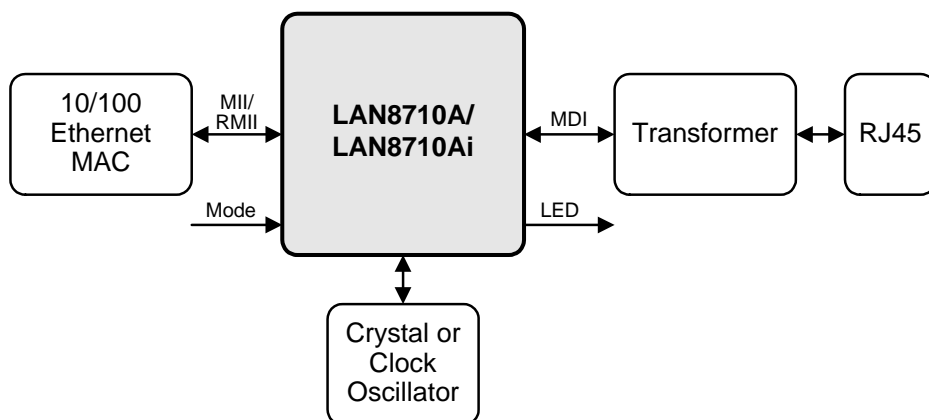 10/100
Ethernet
MAC
MII/
RMII
Mode
LAN8710A/
LAN8710Ai
MDI
LED
Transformer
RJ45
Crystal or
Clock
Oscillator